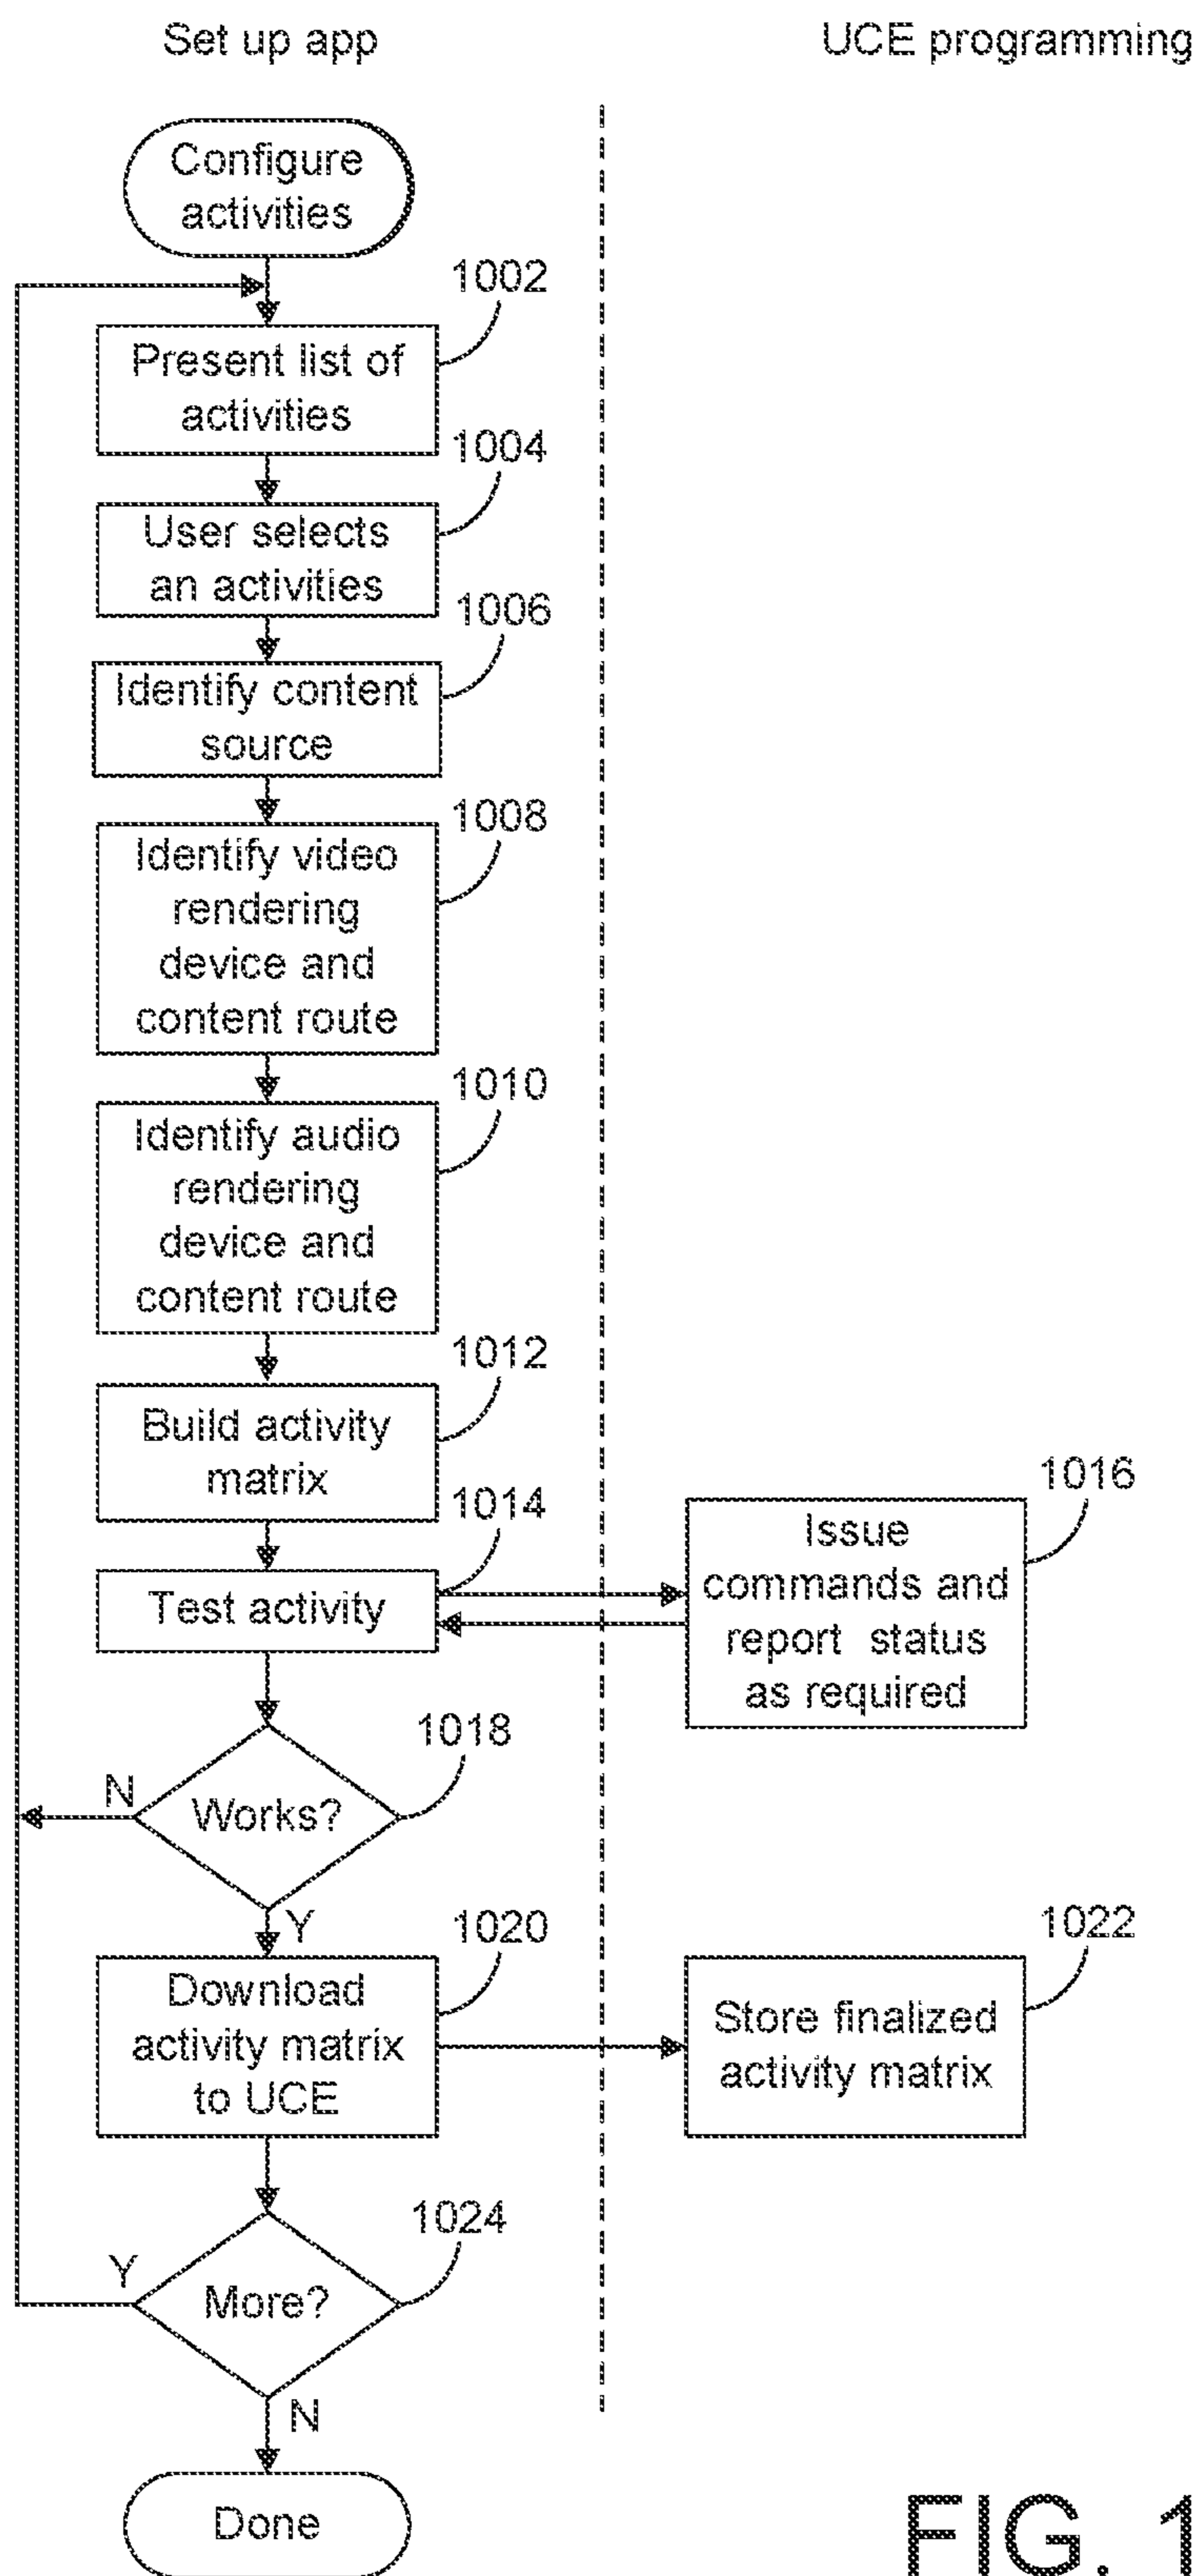 Set up app
UCE programming
Configure
activities
1002
Present list of
activities
1004
User selects
an activities
1006
Identify content
source
1008
Identify video
rendering
device and
content route
1010
Identify audio
rendering
device and
content route
1012
Build activity
matrix
1014
Test activity
1016
Issue
commands and
report status
as required
1018
Works?
N
Y
1020
Download
activity matrix
to UCE
1022
Store finalized
activity matrix
1024
More?
Y
N
Done
FIG. 1